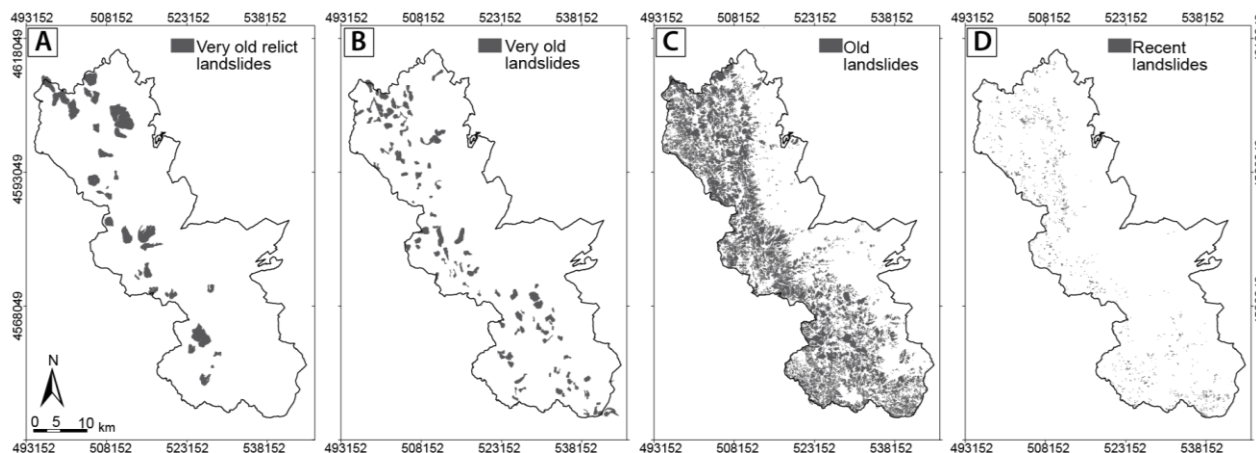 493152 508152 523152 538152 493152 508152 523152 538152 493152 508152 523152 538152 493152 508152 523152 538152
A Very old relict landslides
B Very old landslides
C Old landslides
D Recent landslides
4618049
4593049
4568049
N
0 5 10 km
493152 508152 523152 538152 493152 508152 523152 538152 493152 508152 523152 538152 493152 508152 523152 538152